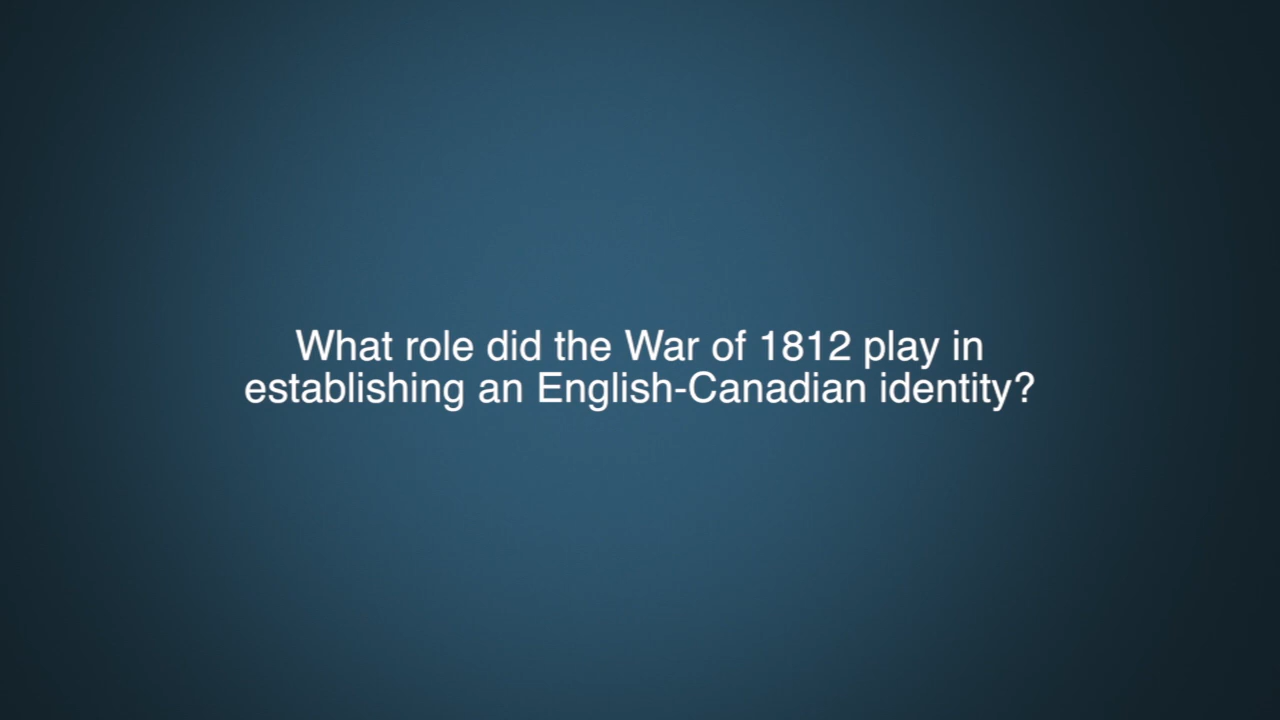 What role did the War of 1812 play in
establishing an English-Canadian identity?